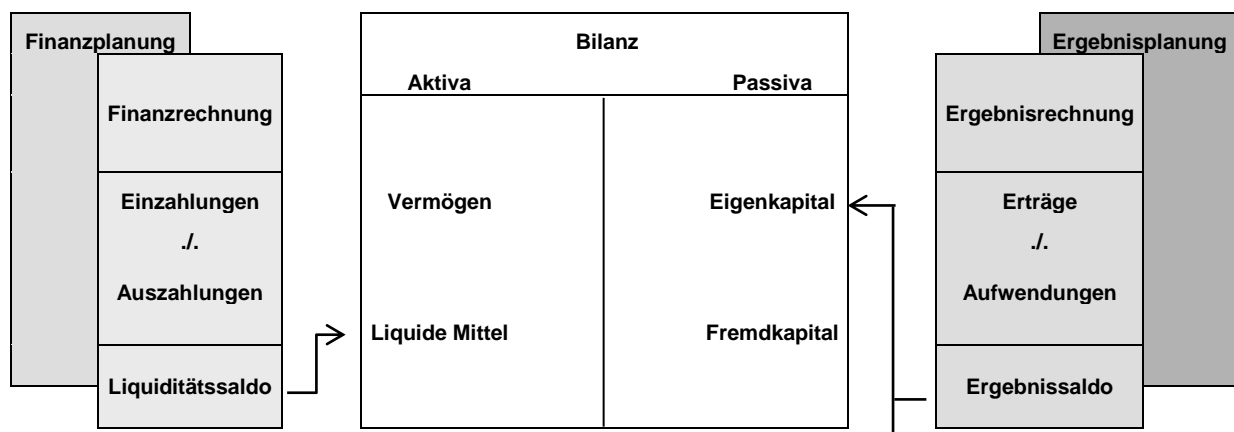 Finanzplanung
Finanzrechnung
Einzahlungen
./.
Auszahlungen
Liquiditätssaldo
Bilanz
Aktiva
Passiva
Vermögen
Eigenkapital
Liquide Mittel
Fremdkapital
Ergebnisplanung
Ergebnisrechnung
Erträge
./.
Aufwendungen
Ergebnissaldo